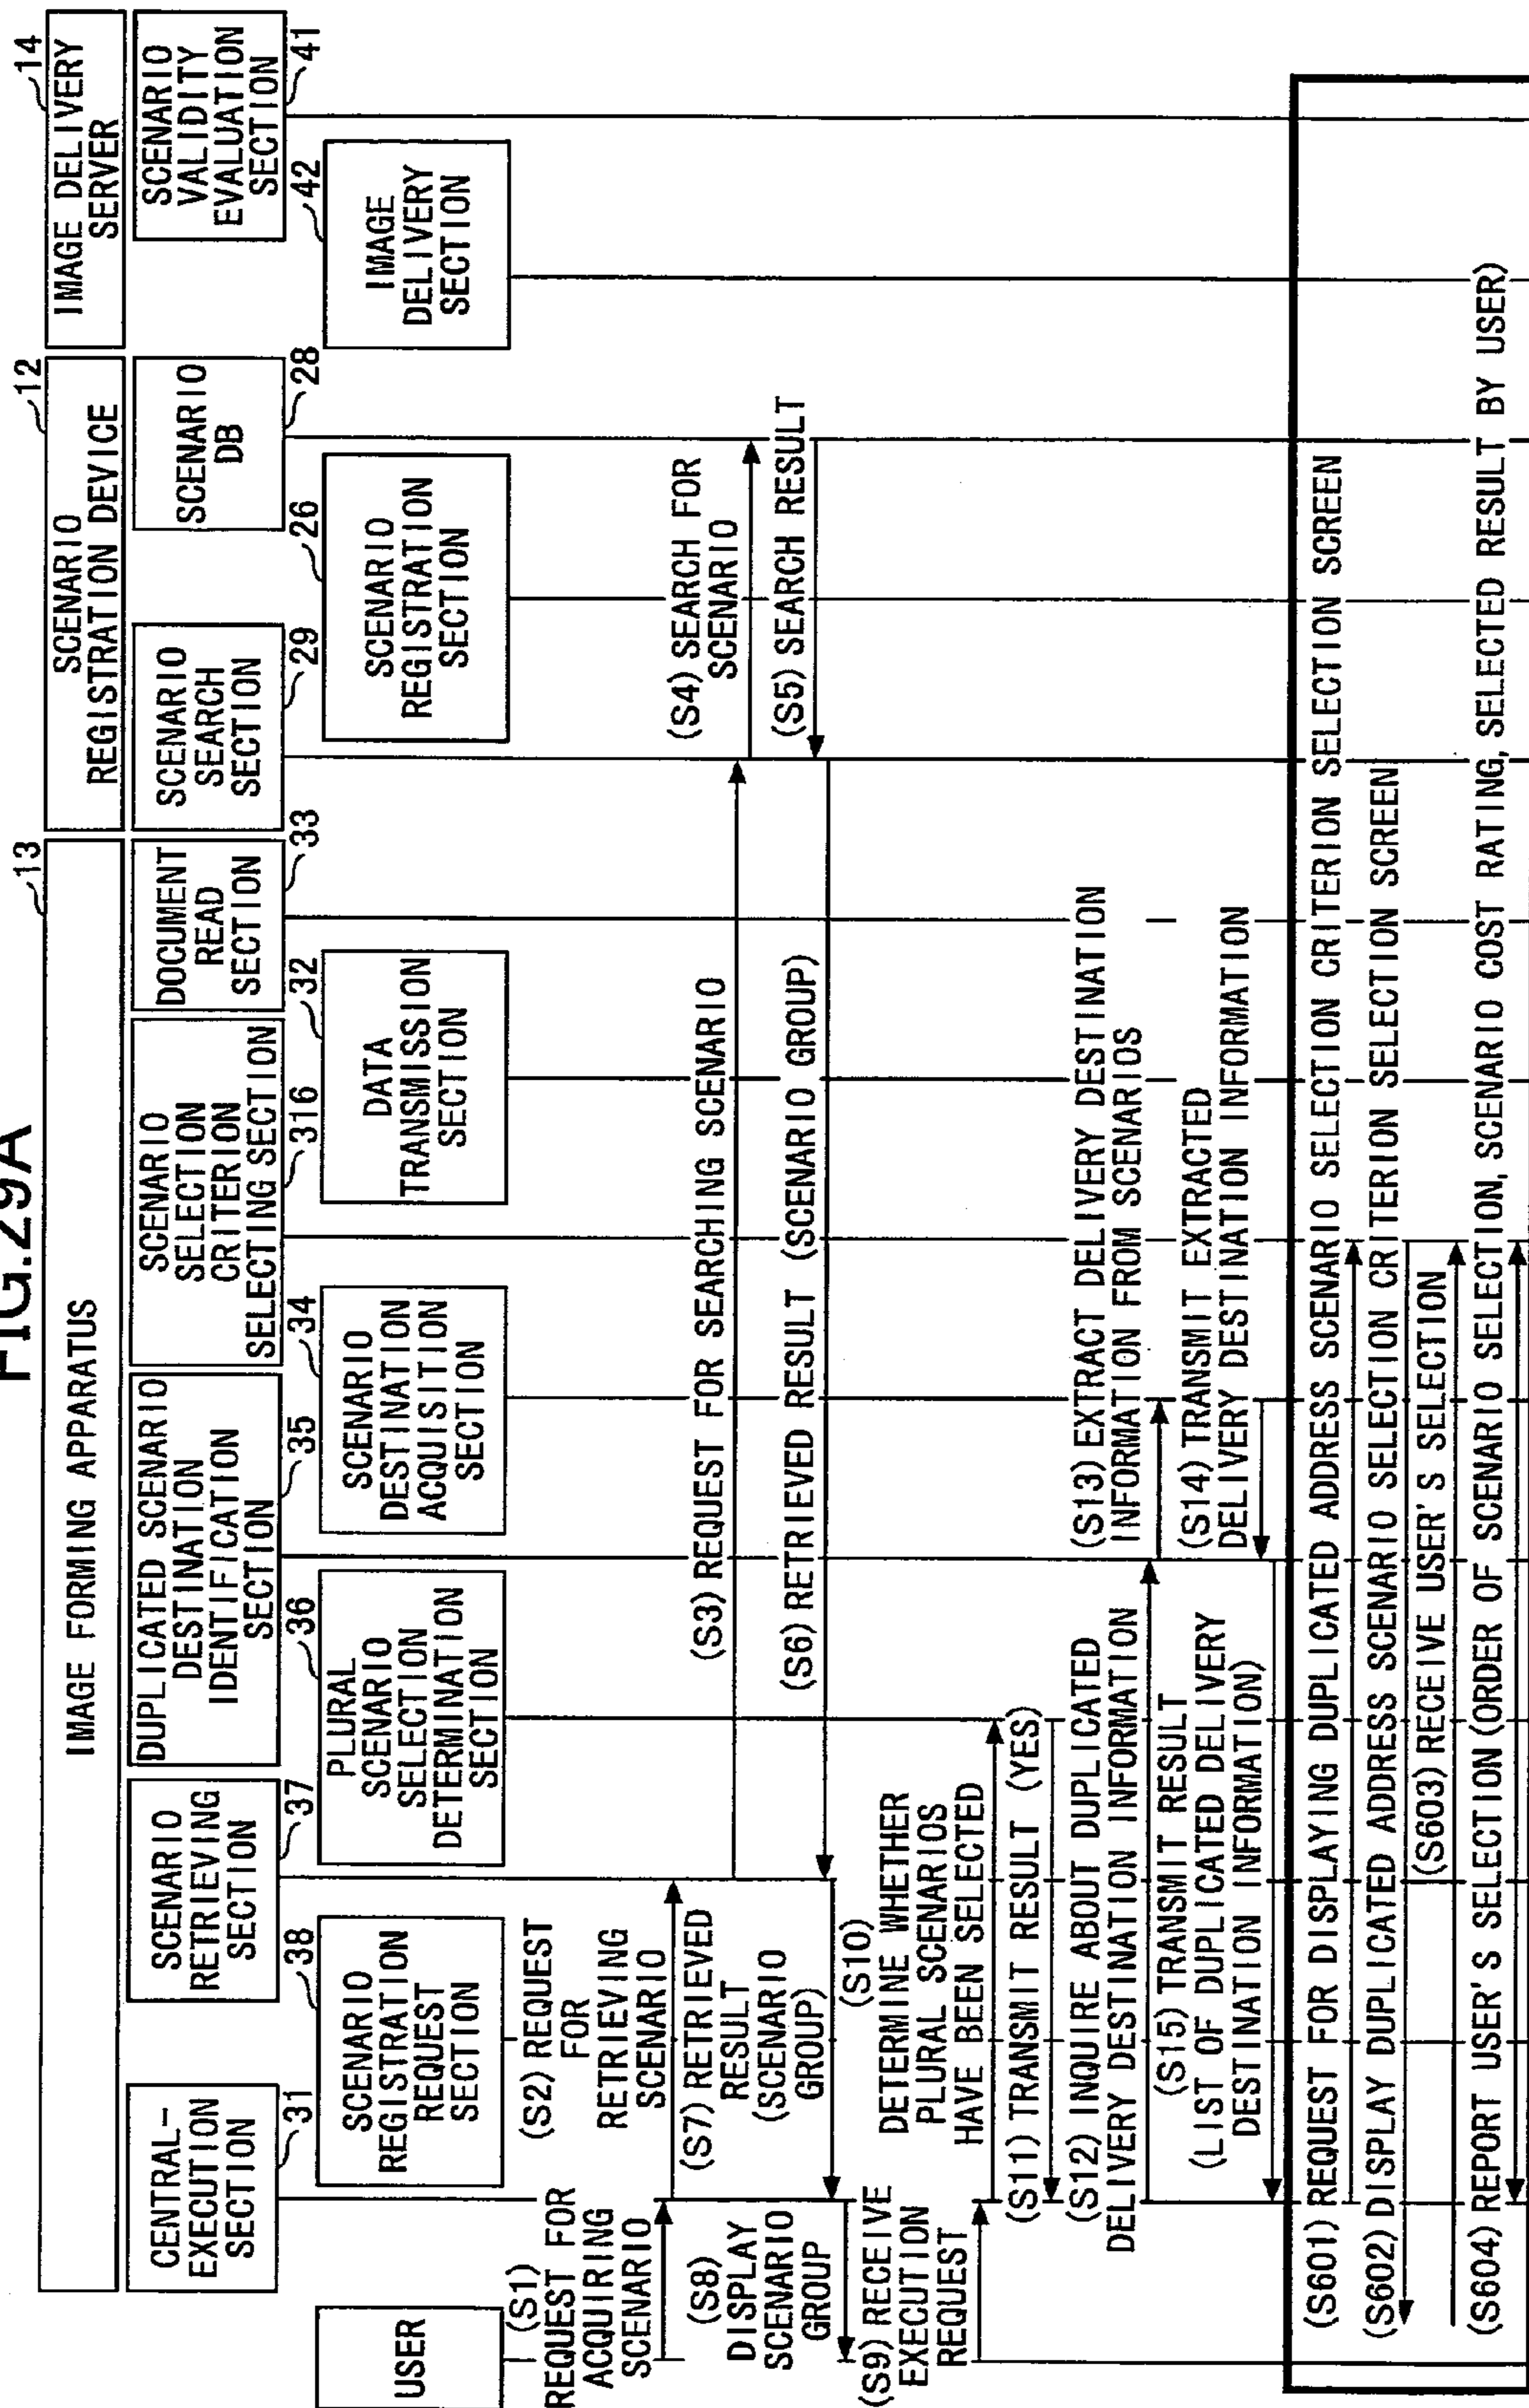 FIG.29A
13
IMAGE FORMING APPARATUS
12
SCENARIO
REGISTRATION DEVICE
14
IMAGE DELIVERY
SERVER
USER
CENTRAL-
EXECUTION
SECTION
31
SCENARIO
REGISTRATION
REQUEST
SECTION
38
SCENARIO
RETRIEVING
SECTION
37
PLURAL
SCENARIO
SELECTION
DETERMINATION
SECTION
36
DUPLICATED SCENARIO
DESTINATION
IDENTIFICATION
SECTION
35
SCENARIO
DESTINATION
ACQUISITION
SECTION
34
SCENARIO
SELECTION
CRITERION
SELECTING SECTION
316
DATA
TRANSMISSION
SECTION
32
DOCUMENT
READ
SECTION
33
SCENARIO
SEARCH
SECTION
29
SCENARIO
REGISTRATION
SECTION
26
SCENARIO
DB
28
IMAGE
DELIVERY
SECTION
42
SCENARIO
VALIDITY
EVALUATION
SECTION
41
(S1)
REQUEST FOR
ACQUIRING
SCENARIO
(S2) REQUEST
FOR
RETRIEVING
SCENARIO
(S3) REQUEST FOR SEARCHING SCENARIO
(S4) SEARCH FOR
SCENARIO
(S5) SEARCH RESULT
(S6) RETRIEVED RESULT (SCENARIO GROUP)
(S7) RETRIEVED
RESULT
(SCENARIO
GROUP)
(S8)
DISPLAY
SCENARIO
GROUP
(S9) RECEIVE
EXECUTION
REQUEST
(S10)
DETERMINE WHETHER
PLURAL SCENARIOS
HAVE BEEN SELECTED
(S11) TRANSMIT RESULT (YES)
(S12) INQUIRE ABOUT DUPLICATED
DELIVERY DESTINATION INFORMATION
(S13) EXTRACT DELIVERY DESTINATION
INFORMATION FROM SCENARIOS
(S14) TRANSMIT EXTRACTED
DELIVERY DESTINATION INFORMATION
(S15) TRANSMIT RESULT
(LIST OF DUPLICATED DELIVERY
DESTINATION INFORMATION)
(S601) REQUEST FOR DISPLAYING DUPLICATED ADDRESS SCENARIO SELECTION CRITERION SELECTION SCREEN
(S602) DISPLAY DUPLICATED ADDRESS SCENARIO SELECTION CRITERION SELECTION SCREEN
(S603) RECEIVE USER'S SELECTION
(S604) REPORT USER'S SELECTION (ORDER OF SCENARIO SELECTION, SCENARIO COST RATING, SELECTED RESULT BY USER)